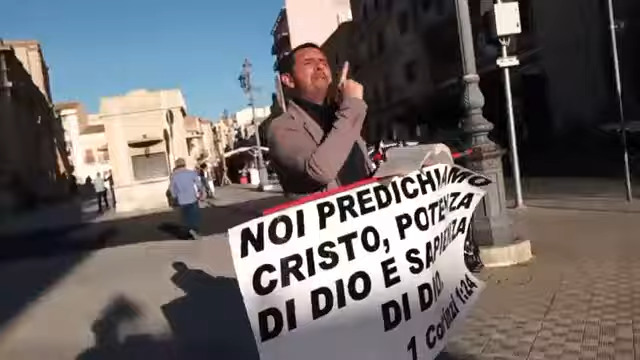 NOI PREDICHIAMO
CRISTO, POTENZA
DI DIO E SAPIENZA
DI DIO.
1 Corinzi 1:24